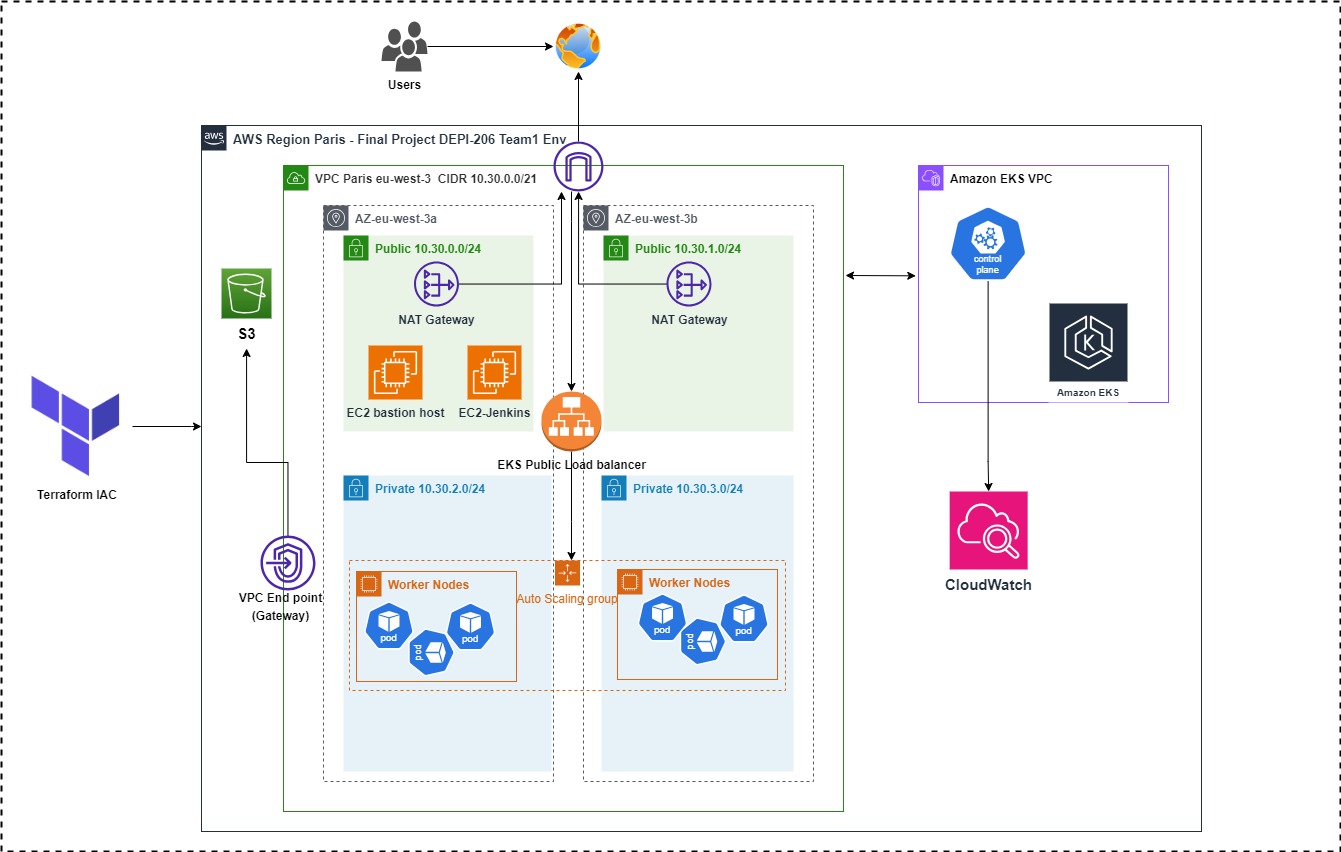 Users
aws
AWS Region Paris - Final Project DEPI-206 Team1 Env
VPC Paris eu-west-3 CIDR 10.30.0.0/21
Amazon EKS VPC
AZ-eu-west-3a
AZ-eu-west-3b
Public 10.30.0.0/24
Public 10.30.1.0/24
control
plane
NAT Gateway
NAT Gateway
S3
K
Amazon EKS
EC2 bastion host
EC2-Jenkins
EKS Public Load balancer
Terraform IAC
Private 10.30.2.0/24
Private 10.30.3.0/24
CloudWatch
VPC End point
(Gateway)
Worker Nodes
Auto Scaling group
Worker Nodes
pod
pod
pod
pod
pod
pod